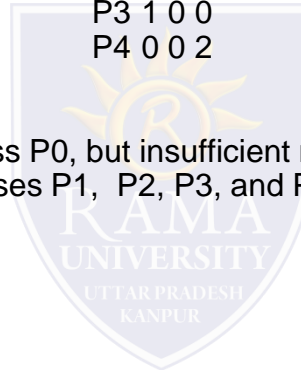 P3 1 0 0
P4 0 0 2
ss P0, but insufficient
ses P1, P2, P3, and
RAMA
UNIVERSITY
UTTAR PRADESH
KANPUR